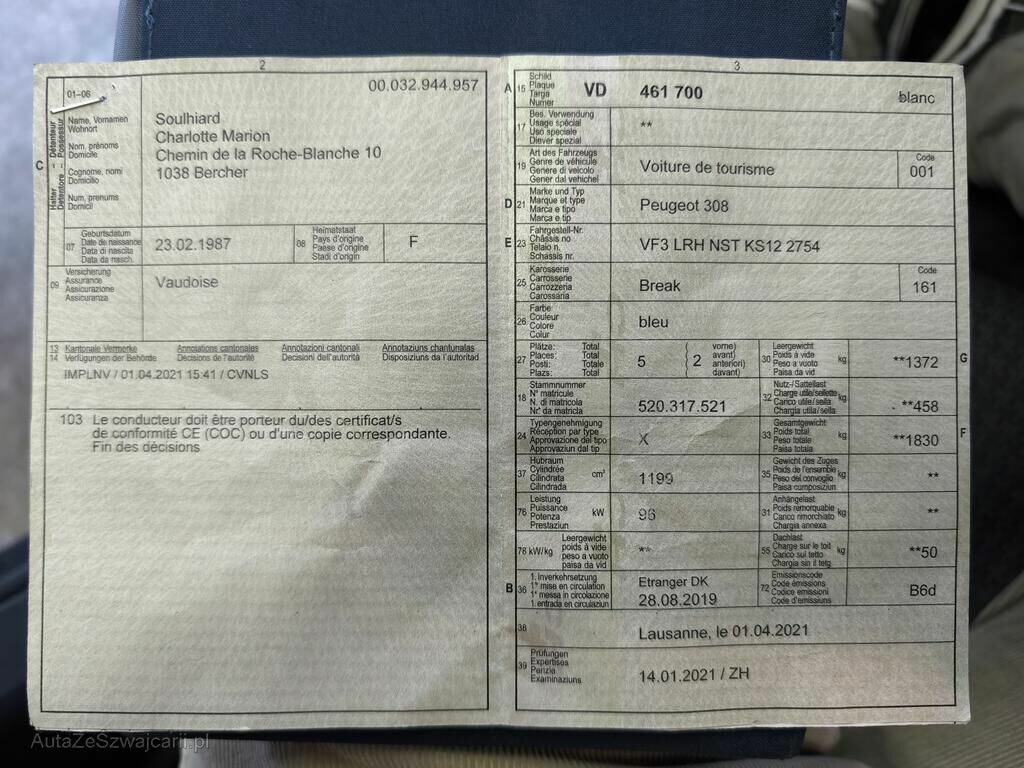 2
01–06
00.032.944.957
C
Halter – Détenteur
Detentore – Possessur
Name, Vornamen
Wohnort
Nom, prénoms
Domicile
Cognome, nomi
Domicilio
Num, prenums
Domicil
Soulhiard
Charlotte Marion
Chemin de la Roche-Blanche 10
1038 Bercher
07
Geburtsdatum
Date de naissance
Data di nascita
Data da nasch.
23.02.1987
08
Heimatstaat
Pays d'origine
Paese d'origine
Stadi d'origin
F
09
Versicherung
Assurance
Assicurazione
Assicuranza
Vaudoise
13 Kantonale Vermerke Annotations cantonales Annotazioni cantonali Annotaziuns chantunalas
14 Verfügungen der Behörde Décisions de l'autorité Decisioni dell'autorità Disposiziuns da l'autoritad
IMPLNV / 01.04.2021 15:41 / CVNLS
103 Le conducteur doit être porteur du/des certificat/s
de conformité CE (COC) ou d'une copie correspondante.
Fin des décisions
3
A 15
Schild
Plaque
Targa
Numer
VD 461 700 blanc
17
Bes. Verwendung
Usage spécial
Uso speciale
Diever spezial
**
19
Art des Fahrzeugs
Genre de véhicule
Genere di veicolo
Gener dal vehichel
Voiture de tourisme
Code
001
D 21
Marke und Typ
Marque et type
Marca e tipo
Marca e tip
Peugeot 308
E 23
Fahrgestell-Nr.
Châssis no
Telaio n.
Schassis nr.
VF3 LRH NST KS12 2754
25
Karosserie
Carrosserie
Carrozzeria
Carossaria
Break
Code
161
26
Farbe
Couleur
Colore
Colur
bleu
27
Plätze: Total
Places: Total
Posti: Totale
Plazs: Total
5 ( 2
vorne)
avant)
anteriori)
davant)
30
Leergewicht
Poids à vide
Peso a vuoto
Paisa da vid
kg
**1372
G
18
Stammnummer
N° matricule
N. di matricola
Nr. da matricla
520.317.521
32
Nutz-/Sattellast
Charge utile/sellette
Carico utile/sella
Chargia utila/sella
kg
**458
24
Typengenehmigung
Réception par type
Approvazione del tipo
Approvaziun dal tip
X
33
Gesamtgewicht
Poids total
Peso totale
Paisa totala
kg
**1830
F
37
Hubraum
Cylindrée
Cilindrata
Cilindrada
cm³
1199
35
Gewicht des Zuges
Poids de l'ensemble
Peso del convoglio
Paisa cumposiziun
kg
**
76
Leistung
Puissance
Potenza
Prestaziun
kW
96
31
Anhängelast
Poids remorquable
Carico rimorchiato
Chargia annexa
kg
**
78 kW/kg
Leergewicht
poids à vide
peso a vuoto
paisa da vid
**
55
Dachlast
Charge sur le toit
Carico sul tetto
Chargia sin il tetg
kg
**50
B 36
1. Inverkehrsetzung
1re mise en circulation
1a messa in circolazione
1. entrada en circulaziun
Etranger DK
28.08.2019
72
Emissionscode
Code émissions
Codice emissioni
Code d'emissiuns
B6d
38
Lausanne, le 01.04.2021
39
Prüfungen
Expertises
Perizie
Examinaziuns
14.01.2021 / ZH
AutaZeSzwajcarii.pl